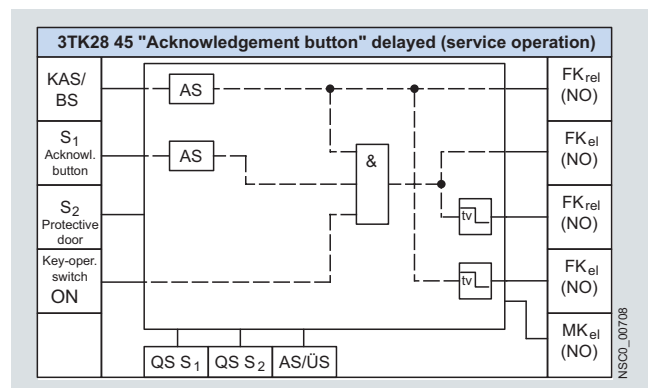 3TK28 45 "Acknowledgement button" delayed (service operation)
KAS/
BS
S1
Acknowl.
button
S2
Protective
door
Key-oper.
switch
ON
AS
AS
&
tv
tv
QS S1
QS S2
AS/ÜS
FKrel
(NO)
FKel
(NO)
FKrel
(NO)
FKel
(NO)
MKel
(NO)
NSC0_00708